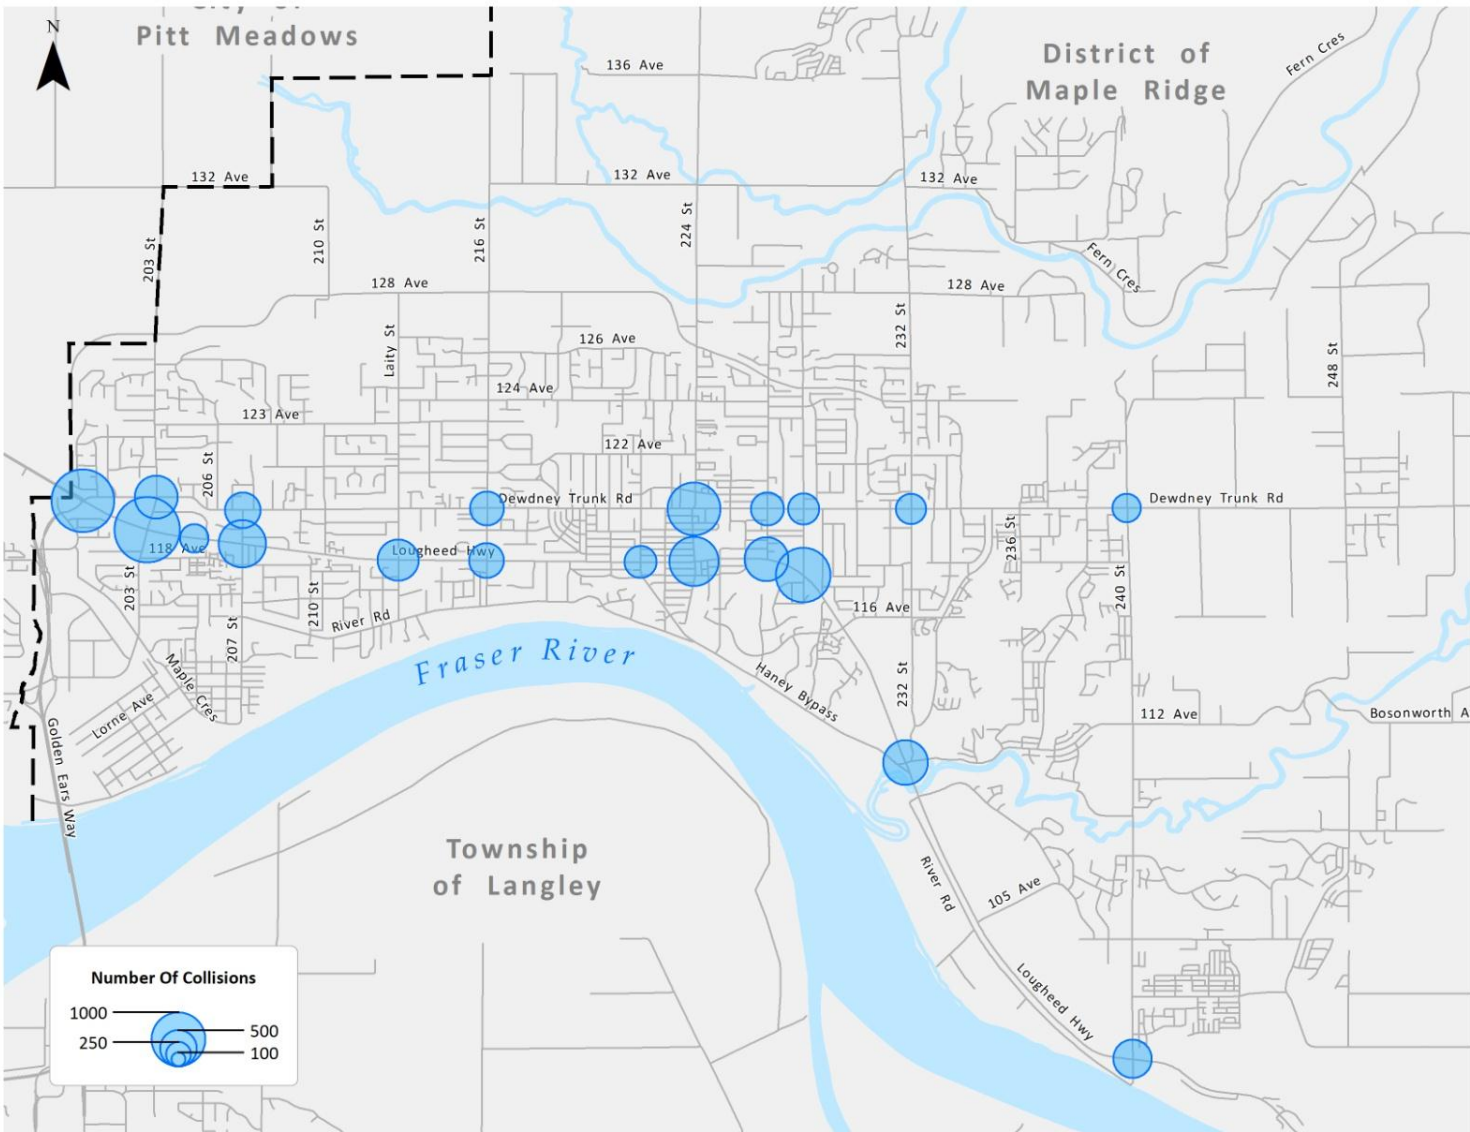 City of
Pitt Meadows
N
District of
Maple Ridge
Fern Cres
136 Ave
132 Ave
132 Ave
132 Ave
203 St
210 St
216 St
224 St
Fern Cres
128 Ave
128 Ave
232 St
Laity St
126 Ave
248 St
124 Ave
123 Ave
122 Ave
206 St
Dewdney Trunk Rd
Dewdney Trunk Rd
118 Ave
Lougheed Hwy
236 St
203 St
210 St
240 St
116 Ave
River Rd
207 St
Fraser River
Maple Cres
Haney Bypass
232 St
Lorne Ave
112 Ave
Bosonworth A
Golden Ears Way
Township
of Langley
River Rd
105 Ave
Lougheed Hwy
Number Of Collisions
1000
500
250
100